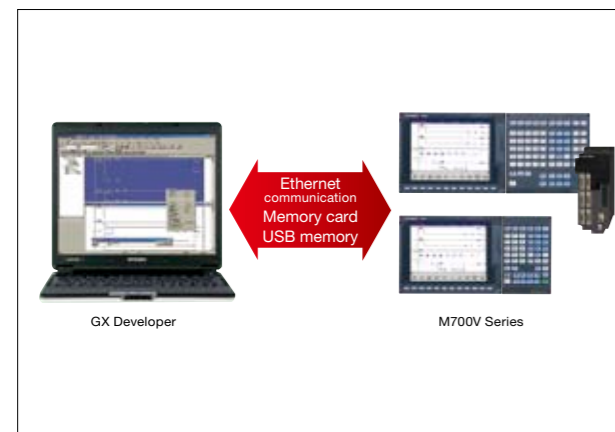 Ethernet
communication
Memory card
USB memory
GX Developer
M700V Series